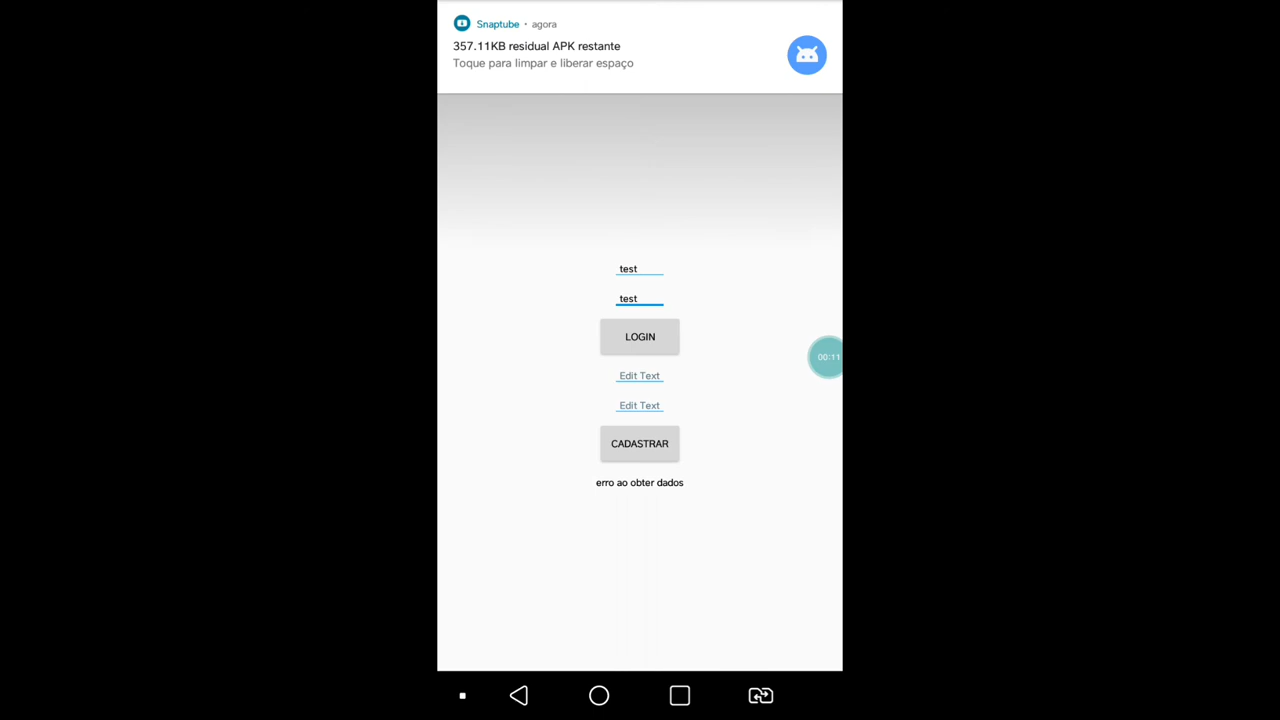 Snaptube • agora
357.11KB residual APK restante
Toque para limpar e liberar espaço
test
test
LOGIN
00:11
Edit Text
Edit Text
CADASTRAR
erro ao obter dados